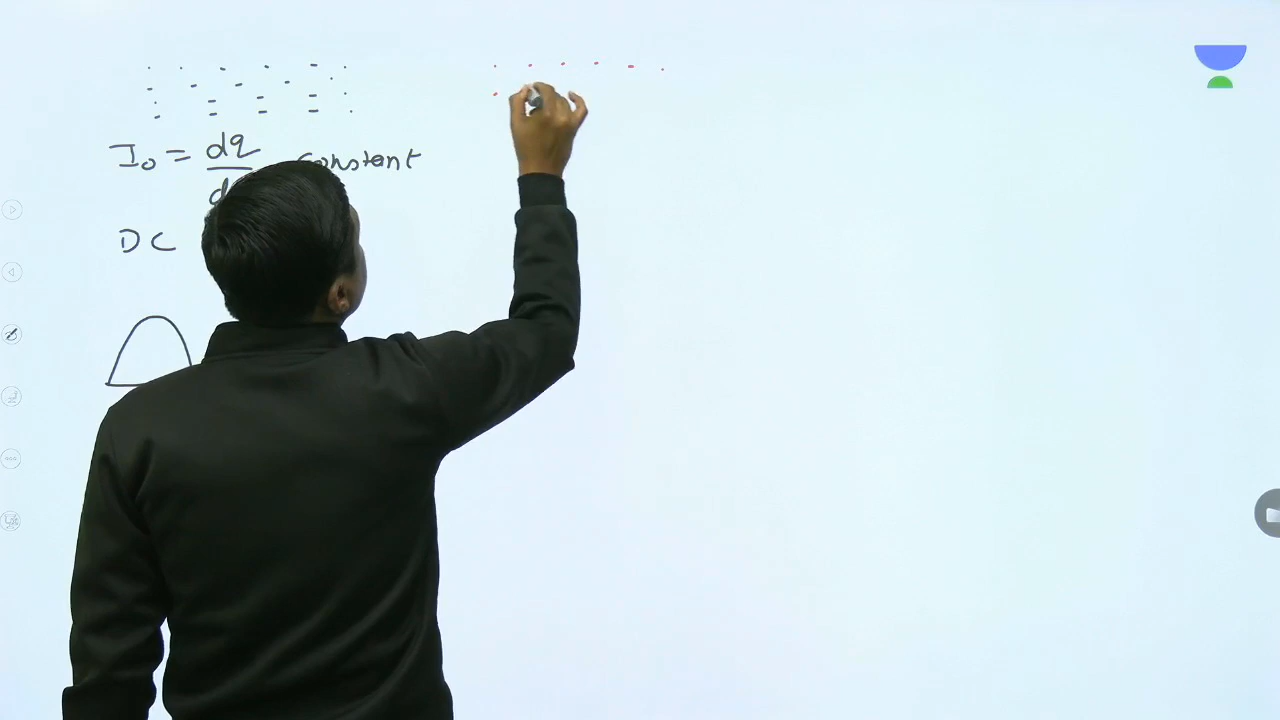 I₀ = dq
constant
DC